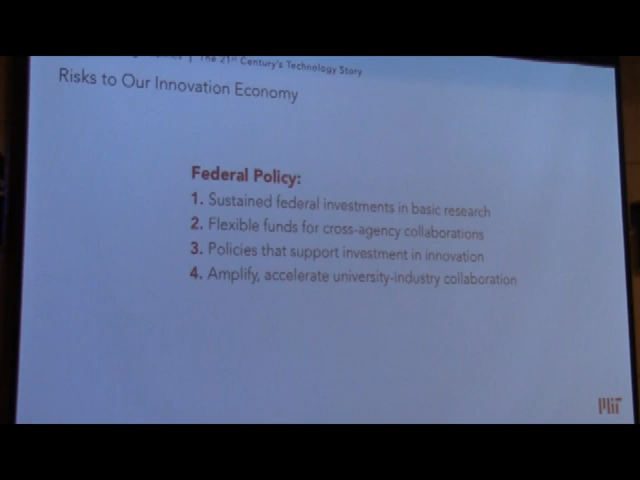 | The 21st Century's Technology Story
Risks to Our Innovation Economy
Federal Policy:
1. Sustained federal investments in basic research
2. Flexible funds for cross-agency collaborations
3. Policies that support investment in innovation
4. Amplify, accelerate university-industry collaboration
MIT